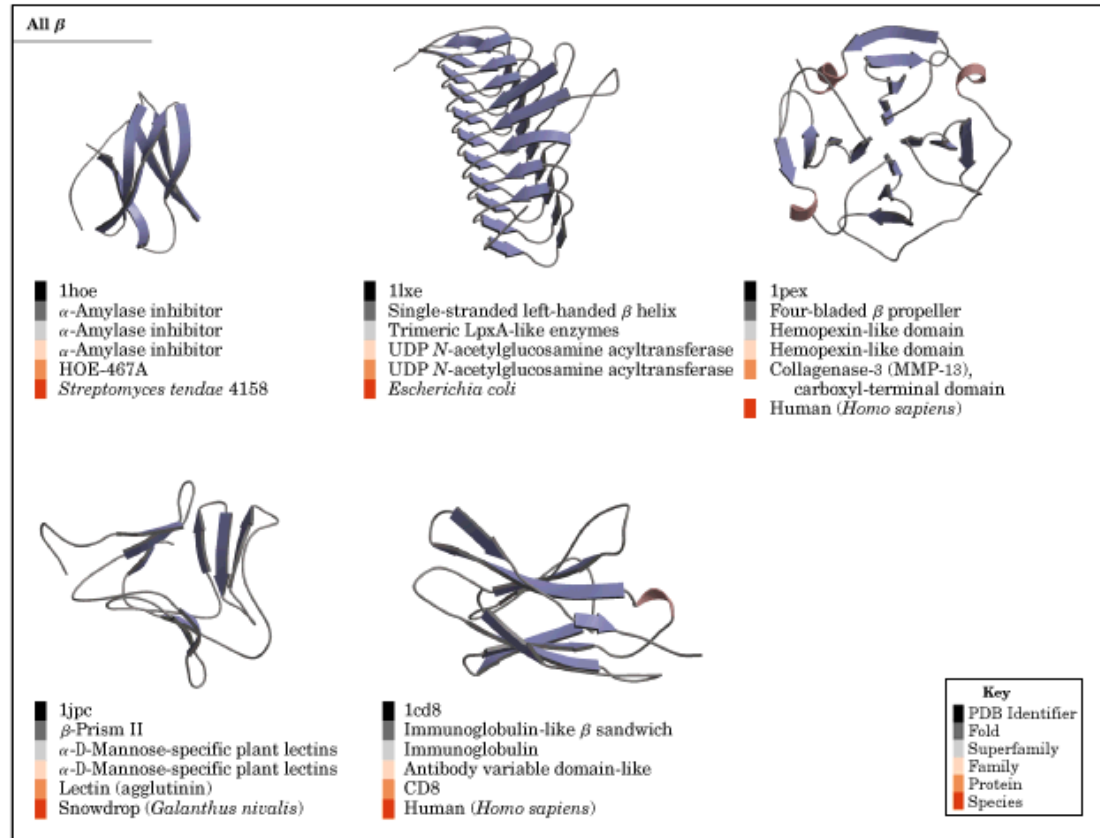 All β
1hoe
α-Amylase inhibitor
α-Amylase inhibitor
α-Amylase inhibitor
HOE-467A
Streptomyces tendae 4158
1lxe
Single-stranded left-handed β helix
Trimeric LpxA-like enzymes
UDP N-acetylglucosamine acyltransferase
UDP N-acetylglucosamine acyltransferase
Escherichia coli
1pex
Four-bladed β propeller
Hemopexin-like domain
Hemopexin-like domain
Collagenase-3 (MMP-13),
carboxyl-terminal domain
Human (Homo sapiens)
1jpc
β-Prism II
α-D-Mannose-specific plant lectins
α-D-Mannose-specific plant lectins
Lectin (agglutinin)
Snowdrop (Galanthus nivalis)
1cd8
Immunoglobulin-like β sandwich
Immunoglobulin
Antibody variable domain-like
CD8
Human (Homo sapiens)
Key
PDB Identifier
Fold
Superfamily
Family
Protein
Species